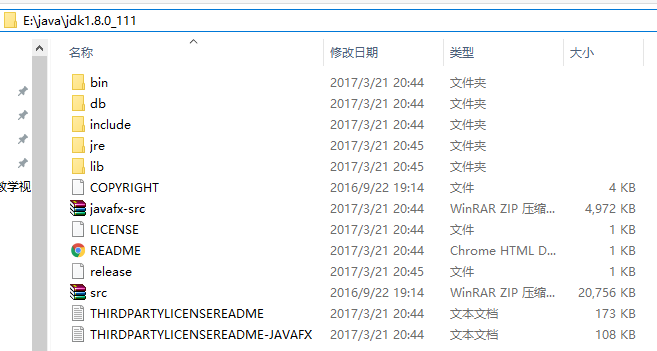 E:\java\jdk1.8.0_111
名称 修改日期 类型 大小
bin 2017/3/21 20:44 文件夹
db 2017/3/21 20:44 文件夹
include 2017/3/21 20:44 文件夹
jre 2017/3/21 20:45 文件夹
lib 2017/3/21 20:45 文件夹
教学视
COPYRIGHT 2016/9/22 19:14 文件 4 KB
javafx-src 2017/3/21 20:44 WinRAR ZIP 压缩... 4,972 KB
LICENSE 2017/3/21 20:44 文件 1 KB
README 2017/3/21 20:44 Chrome HTML D... 1 KB
release 2017/3/21 20:45 文件 1 KB
src 2016/9/22 19:14 WinRAR ZIP 压缩... 20,756 KB
THIRDPARTYLICENSEREADME 2017/3/21 20:44 文本文档 173 KB
THIRDPARTYLICENSEREADME-JAVAFX 2017/3/21 20:44 文本文档 108 KB